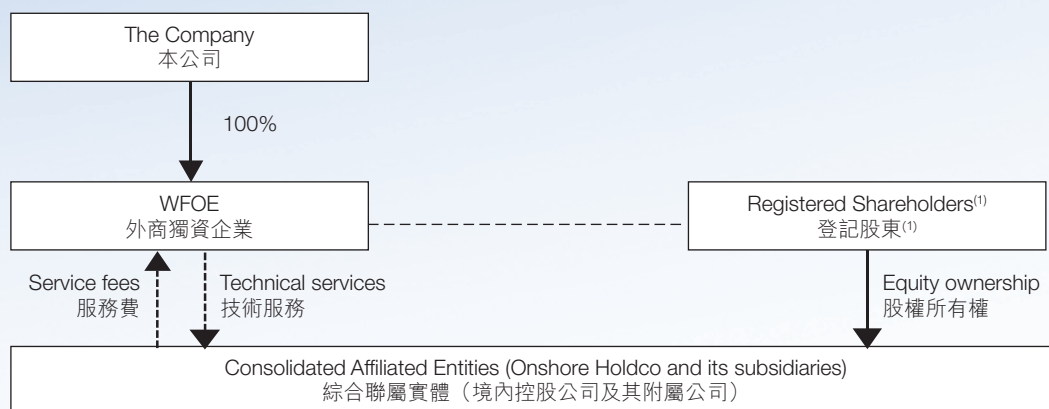 The Company
本公司
100%
WFOE
外商獨資企業
Registered Shareholders(1)
登記股東(1)
Service fees
服務費
Technical services
技術服務
Equity ownership
股權所有權
Consolidated Affiliated Entities (Onshore Holdco and its subsidiaries)
綜合聯屬實體（境內控股公司及其附屬公司）